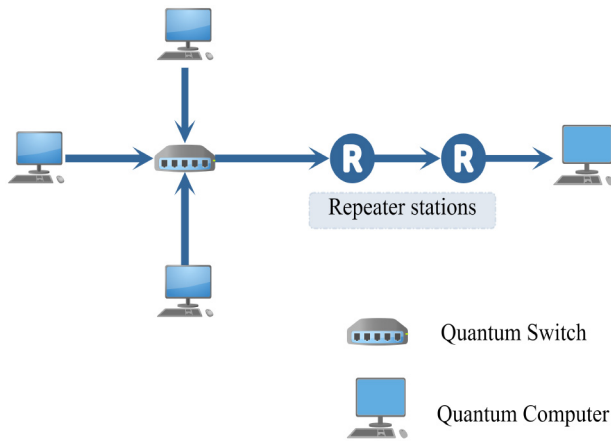 R R
Repeater stations
Quantum Switch
Quantum Computer